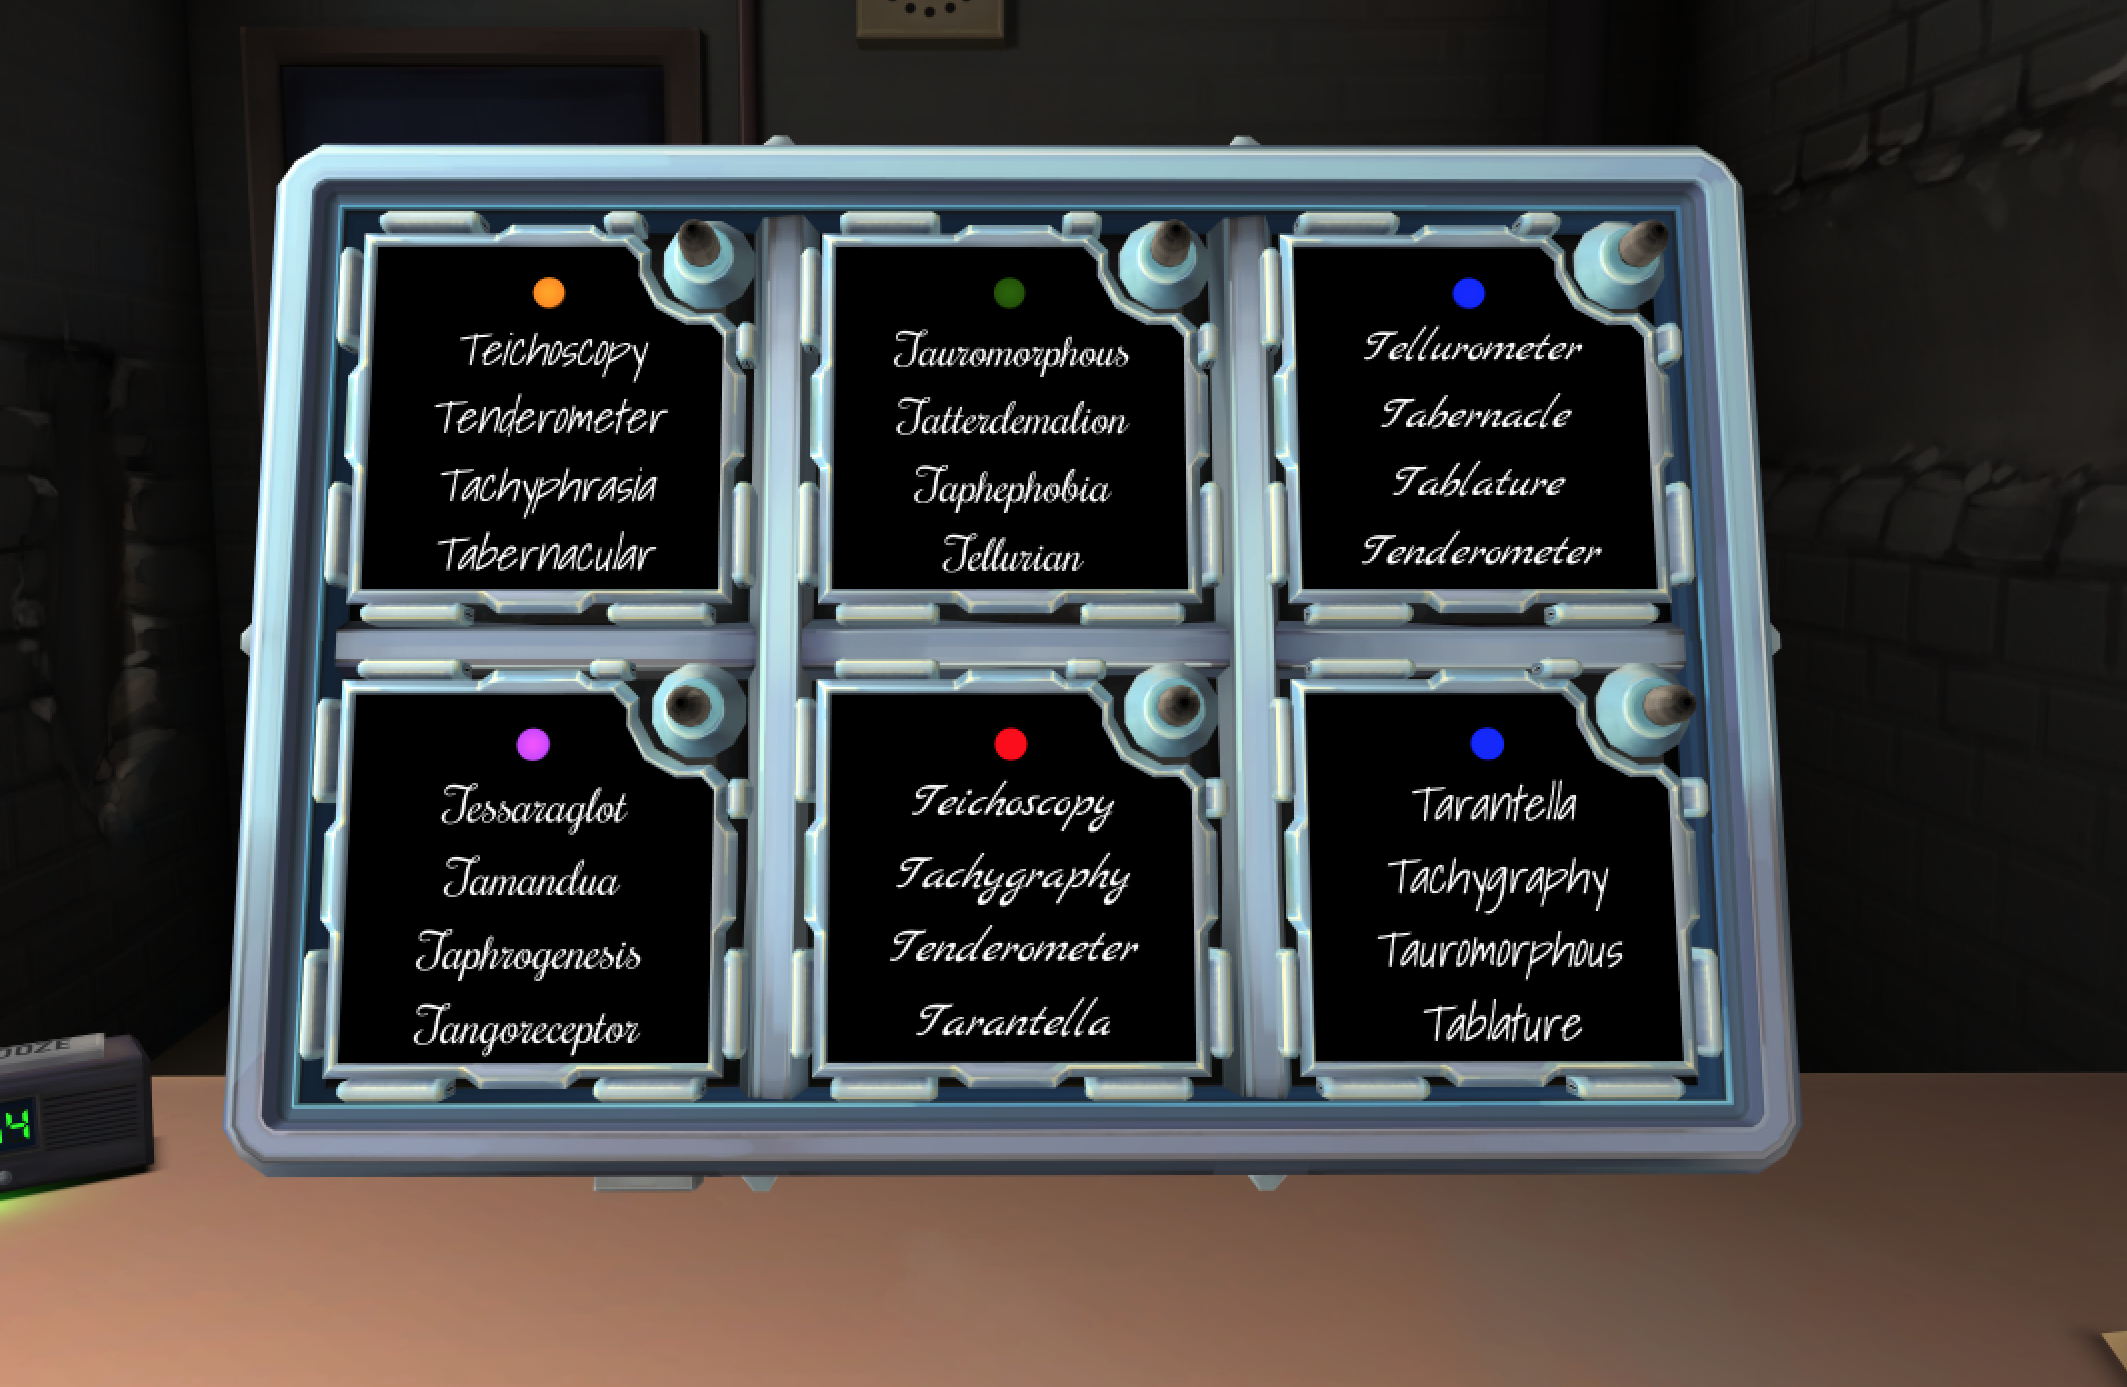 Teichoscopy
Tenderometer
Tachyphrasia
Tabernacular
Tauromorphous
Tatterdemalion
Taphephobia
Tellurian
Tellurometer
Tabernacle
Tablature
Tenderometer
Tessaraglot
Tamandua
Taphrogenesis
Tangoreceptor
Teichoscopy
Tachygraphy
Tenderometer
Tarantella
Tarantella
Tachygraphy
Tauromorphous
Tablature